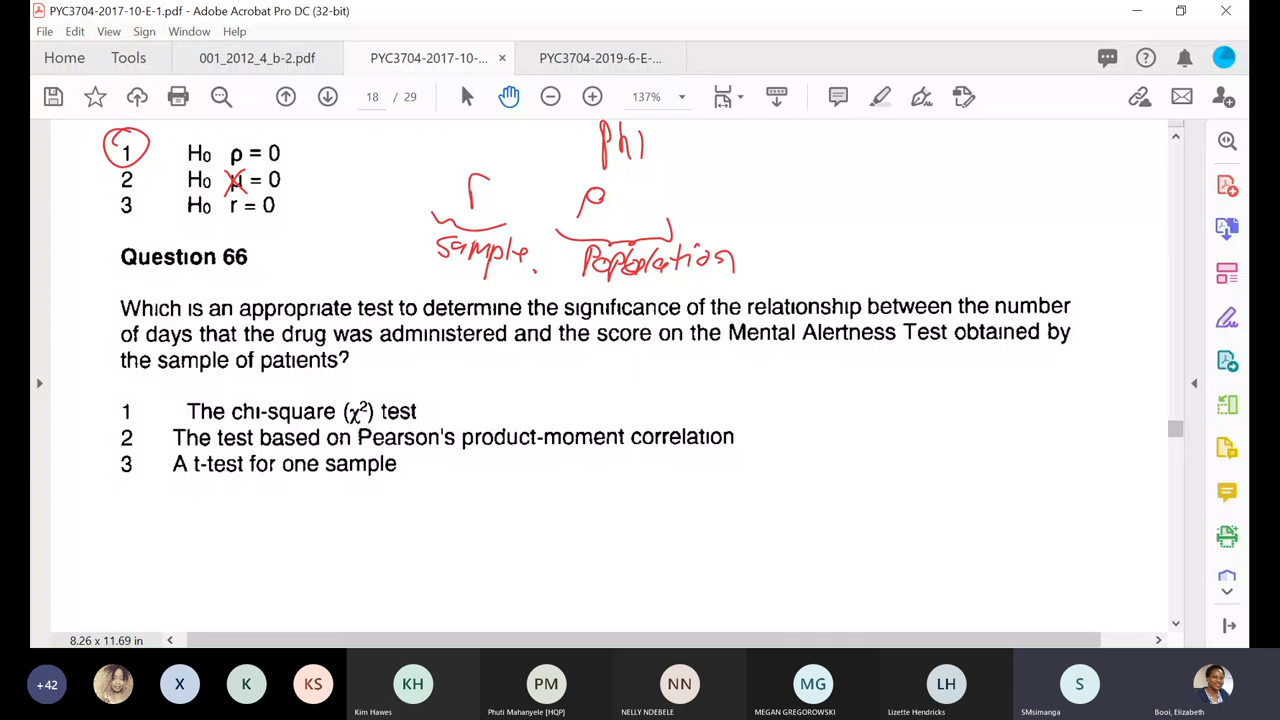 PYC3704-2017-10-E-1.pdf - Adobe Acrobat Pro DC (32-bit)
File Edit View Sign Window Help
Home Tools 001_2012_4_b-2.pdf PYC3704-2017-10-... × PYC3704-2019-6-E-...
18 / 29 137%
Phi
1 H₀ ρ = 0
2 H₀ μ = 0
3 H₀ r = 0
r ρ
Sample. Population
Question 66
Which is an appropriate test to determine the significance of the relationship between the number
of days that the drug was administered and the score on the Mental Alertness Test obtained by
the sample of patients?
1 The chi-square (χ²) test
2 The test based on Pearson's product-moment correlation
3 A t-test for one sample
8.26 x 11.69 in
+42 X K KS KH PM NN MG LH S
Kim Hawes Phuti Mahanyele [HQP] NELLY NDEBELE MEGAN GREGOROWSKI Lizette Hendricks SMsimanga Booi, Elizabeth